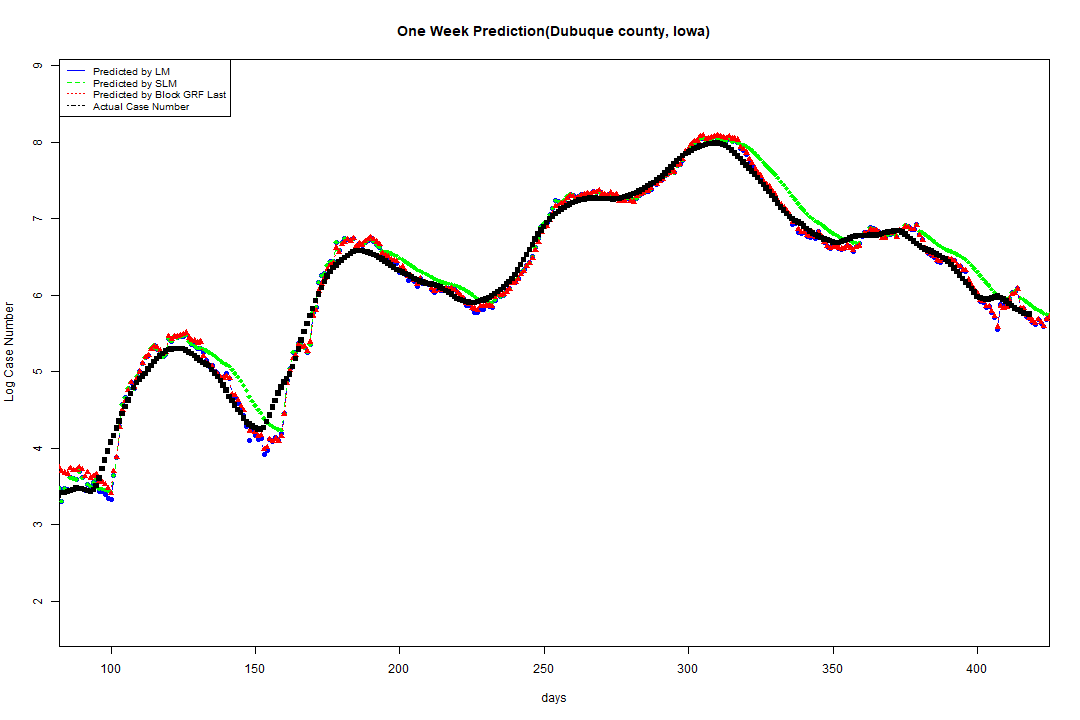 One Week Prediction(Dubuque county, Iowa)
Predicted by LM
Predicted by SLM
Predicted by Block GRF Last
Actual Case Number
9
8
7
6
5
4
3
2
Log Case Number
100 150 200 250 300 350 400
days